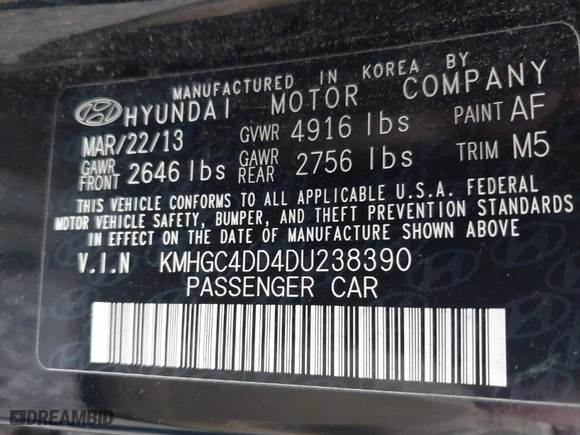 MANUFACTURED IN KOREA BY
HYUNDAI MOTOR COMPANY
MAR/22/13 GVWR 4916 lbs PAINT AF
GAWR FRONT 2646 lbs GAWR REAR 2756 lbs TRIM M5
THIS VEHICLE CONFORMS TO ALL APPLICABLE U.S.A. FEDERAL
MOTOR VEHICLE SAFETY, BUMPER, AND THEFT PREVENTION STANDARDS
IN EFFECT ON THE DATE OF MANUFACTURE SHOWN ABOVE
V.I.N KMHGC4DD4DU238390
PASSENGER CAR
DREAMBID